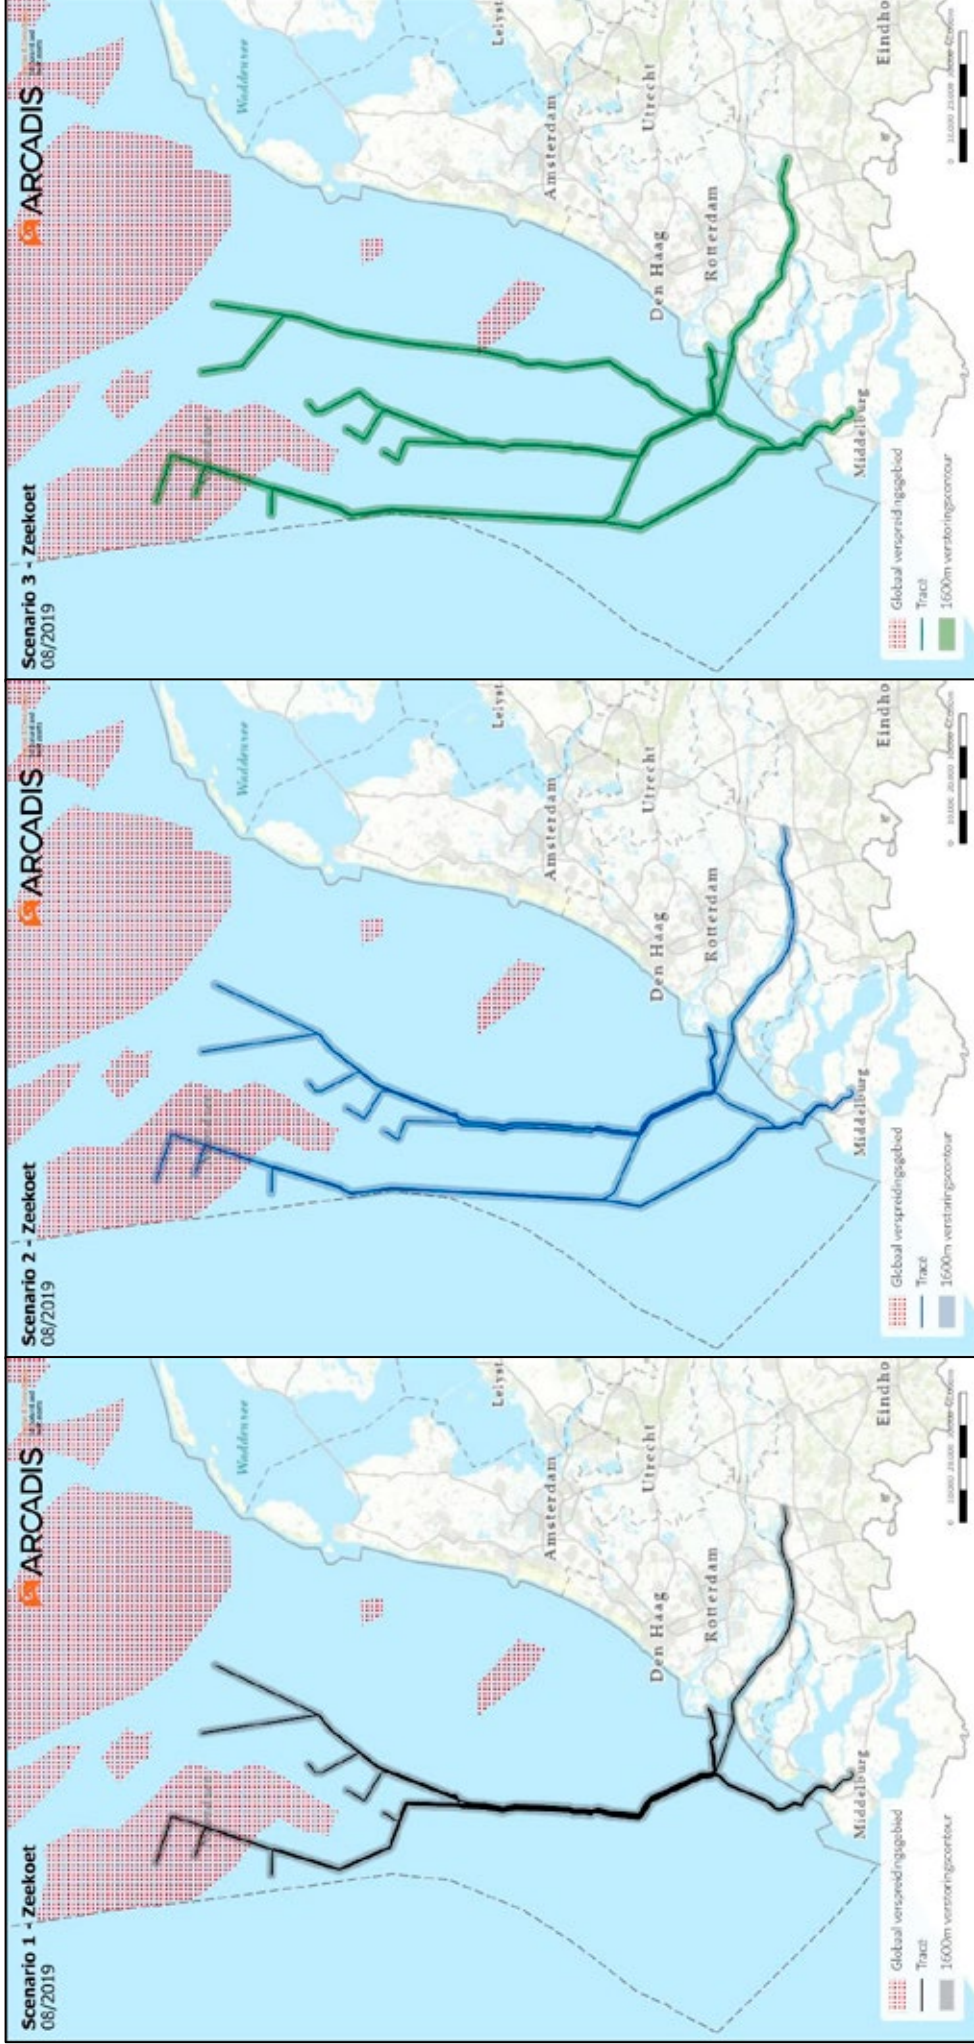 Scenario 1 - Zeekoet
08/2019
ARCADIS
Waddenzee
Lelyst
Amsterdam
Utrecht
Den Haag
Rotterdam
Middelburg
Eindho
Globaal verspreidingsgebied
Tracé
1600m verstoringscontour
Scenario 2 - Zeekoet
08/2019
ARCADIS
Waddenzee
Lelyst
Amsterdam
Utrecht
Den Haag
Rotterdam
Middelburg
Eindho
Globaal verspreidingsgebied
Tracé
1600m verstoringscontour
Scenario 3 - Zeekoet
08/2019
ARCADIS
Waddenzee
Lelyst
Amsterdam
Utrecht
Den Haag
Rotterdam
Middelburg
Eindho
Globaal verspreidingsgebied
Tracé
1600m verstoringscontour